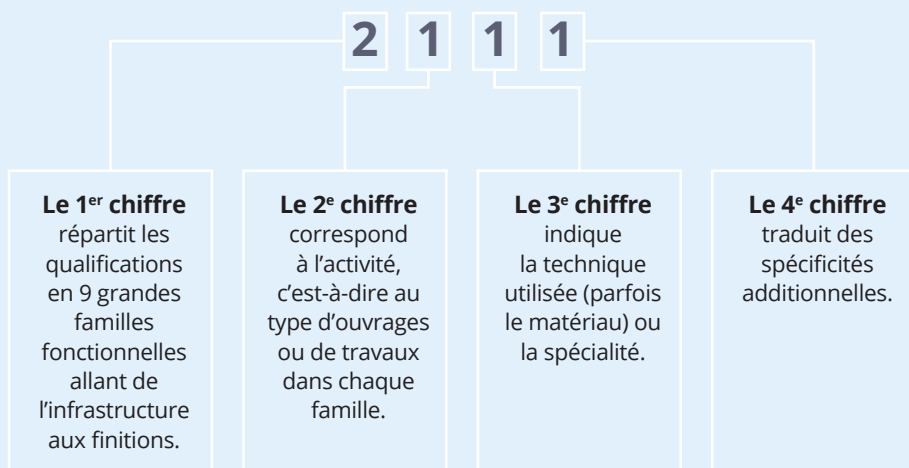 2 1 1 1
Le 1er chiffre
répartit les
qualifications
en 9 grandes
familles
fonctionnelles
allant de
l’infrastructure
aux finitions.
Le 2e chiffre
correspond
à l’activité,
c’est-à-dire au
type d’ouvrages
ou de travaux
dans chaque
famille.
Le 3e chiffre
indique
la technique
utilisée (parfois
le matériau) ou
la spécialité.
Le 4e chiffre
traduit des
spécificités
additionnelles.